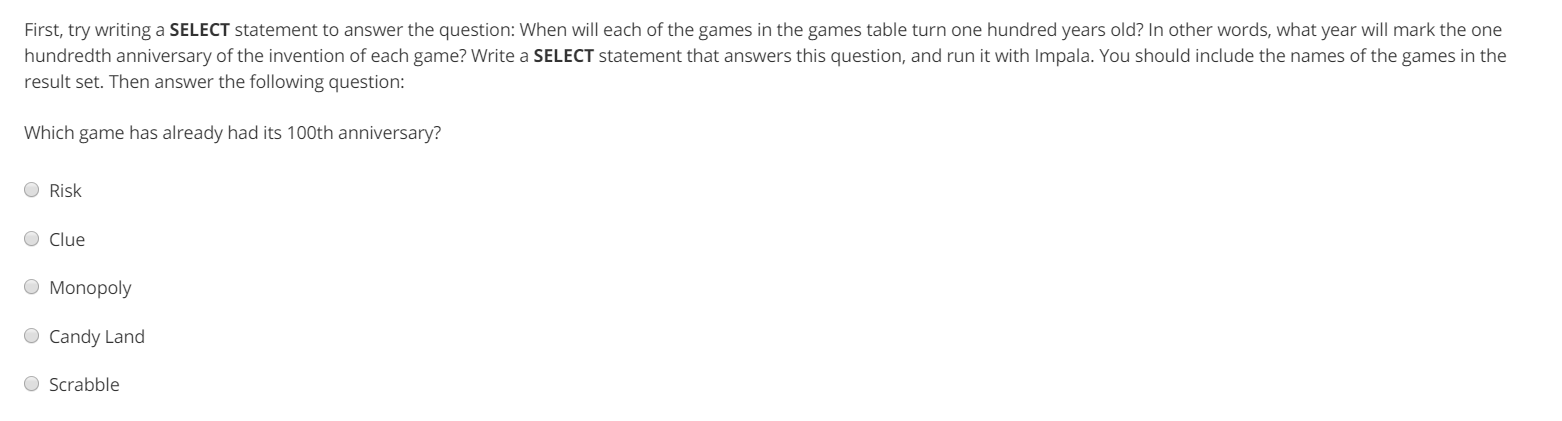 First, try writing a SELECT statement to answer the question: When will each of the games in the games table turn one hundred years old? In other words, what year will mark the one
hundredth anniversary of the invention of each game? Write a SELECT statement that answers this question, and run it with Impala. You should include the names of the games in the
result set. Then answer the following question:
Which game has already had its 100th anniversary?
Risk
Clue
Monopoly
Candy Land
Scrabble